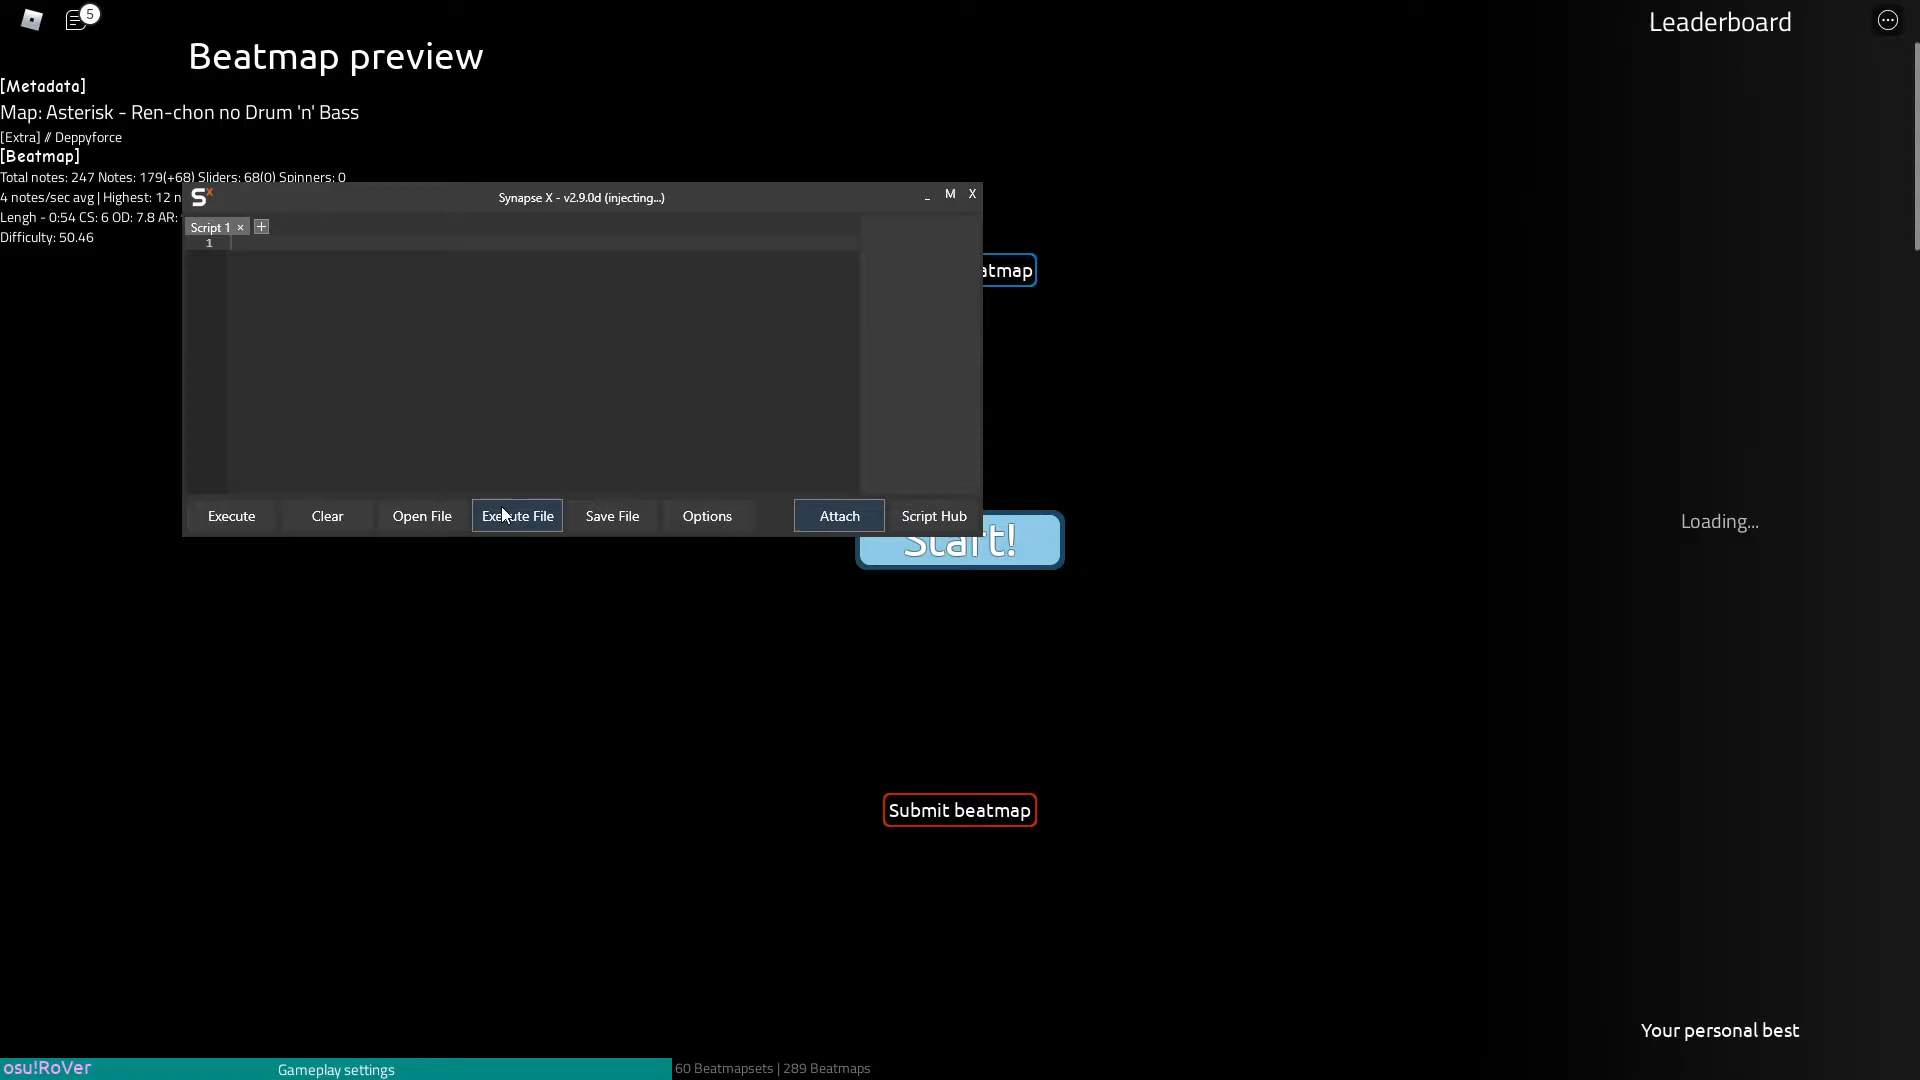 5
Leaderboard
Beatmap preview
[Metadata]
Map: Asterisk - Ren-chon no Drum 'n' Bass
[Extra] // Deppyforce
[Beatmap]
Total notes: 247 Notes: 179(+68) Sliders: 68(0) Spinners: 0
4 notes/sec avg | Highest: 12 n
Lengh - 0:54 CS: 6 OD: 7.8 AR:
Difficulty: 50.46
Synapse X - v2.9.0d (injecting...)
_ M X
Script 1 × +
1
atmap
Execute Clear Open File Execute File Save File Options Attach Script Hub
Start!
Loading...
Submit beatmap
Your personal best
osu!RoVer Gameplay settings 60 Beatmapsets | 289 Beatmaps